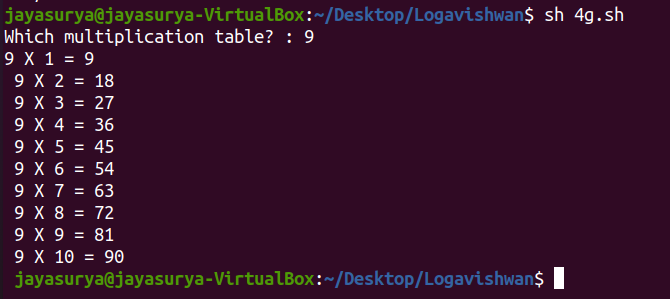 jayasurya@jayasurya-VirtualBox:~/Desktop/Logavishwan$ sh 4g.sh
Which multiplication table? : 9
9 X 1 = 9
 9 X 2 = 18
 9 X 3 = 27
 9 X 4 = 36
 9 X 5 = 45
 9 X 6 = 54
 9 X 7 = 63
 9 X 8 = 72
 9 X 9 = 81
 9 X 10 = 90
 jayasurya@jayasurya-VirtualBox:~/Desktop/Logavishwan$